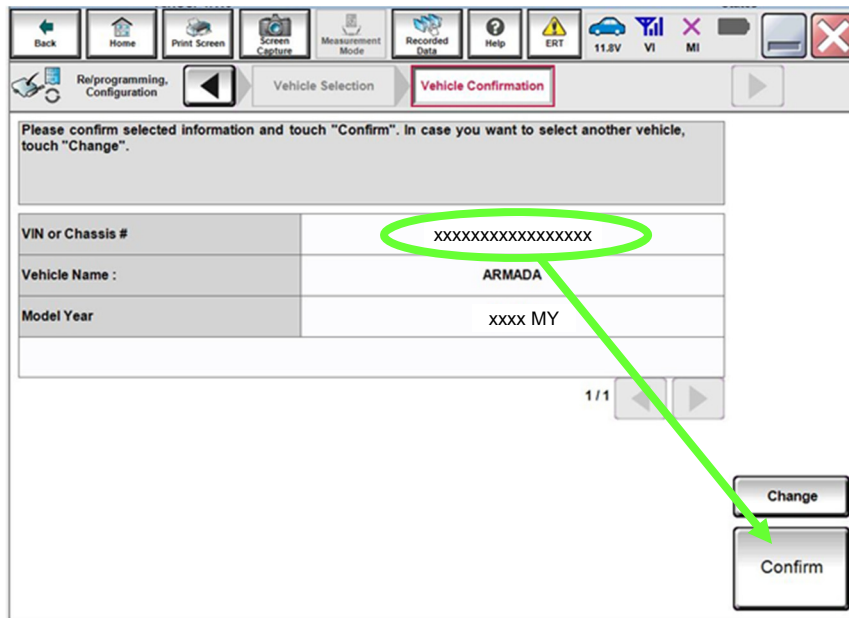 Back
Home
Print Screen
Screen
Capture
Measurement
Mode
Recorded
Data
Help
ERT
11.8V
VI
MI
Re/programming,
Configuration
Vehicle Selection
Vehicle Confirmation
Please confirm selected information and touch "Confirm". In case you want to select another vehicle,
touch "Change".
VIN or Chassis #
xxxxxxxxxxxxxxxxx
Vehicle Name :
ARMADA
Model Year
xxxx MY
1/1
Change
Confirm